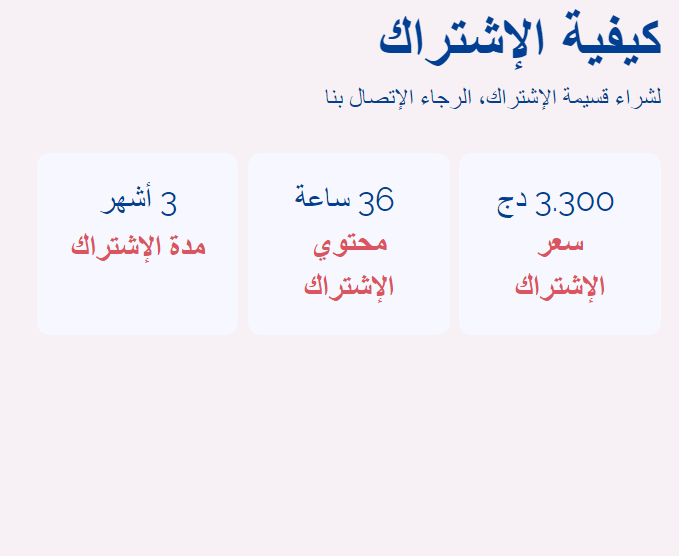 كيفية الإشتراك
لشراء قسيمة الإشتراك، الرجاء الإتصال بنا
3.300 دج
سعر
الإشتراك
36 ساعة
محتوي
الإشتراك
3 أشهر
مدة الإشتراك